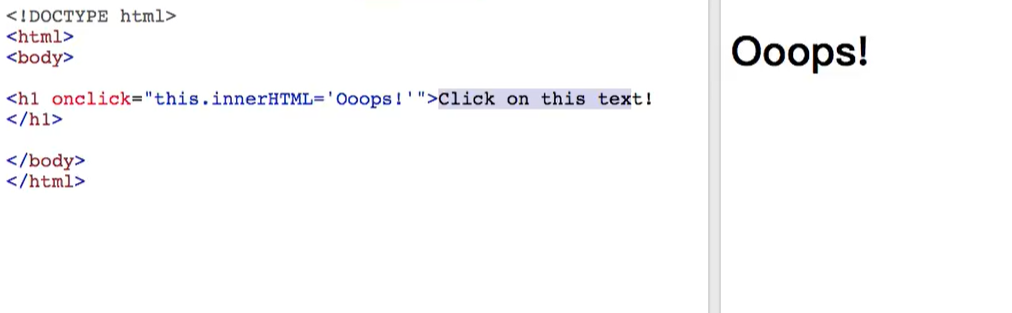 <!DOCTYPE html>
<html>
<body>
<h1 onclick="this.innerHTML='Ooops!'">Click on this text!
</h1>
</body>
</html>
Ooops!